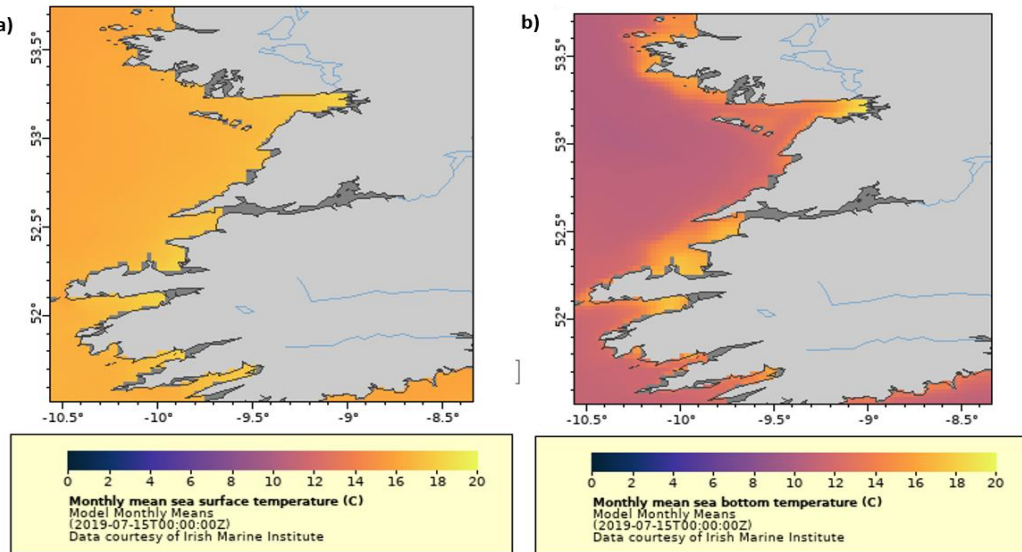 a)
53.5°
53°
52.5°
52°
-10.5° -10° -9.5° -9° -8.5°
0 2 4 6 8 10 12 14 16 18 20
Monthly mean sea surface temperature (C)
Model Monthly Means
(2019-07-15T00:00:00Z)
Data courtesy of Irish Marine Institute
b)
53.5°
53°
52.5°
52°
-10.5° -10° -9.5° -9° -8.5°
0 2 4 6 8 10 12 14 16 18 20
Monthly mean sea bottom temperature (C)
Model Monthly Means
(2019-07-15T00:00:00Z)
Data courtesy of Irish Marine Institute